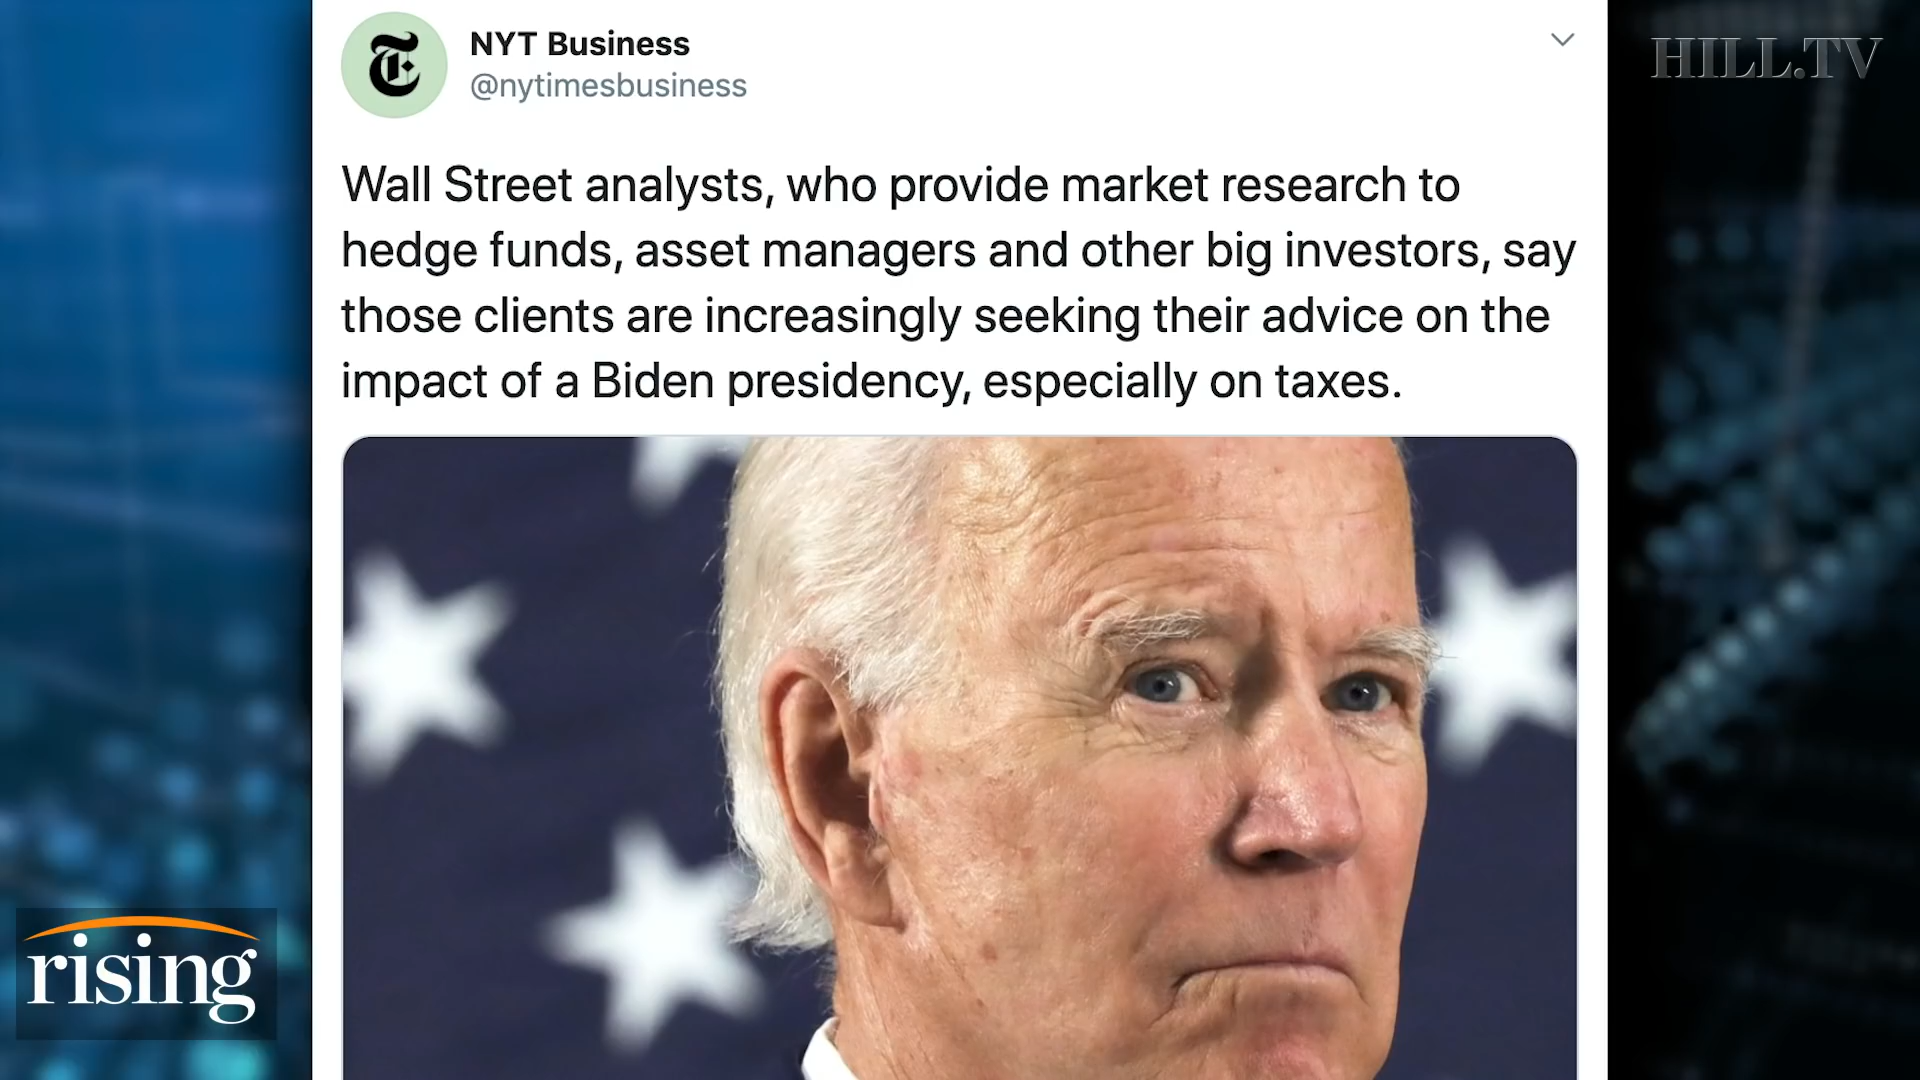 NYT Business
@nytimesbusiness
HILL.TV
Wall Street analysts, who provide market research to
hedge funds, asset managers and other big investors, say
those clients are increasingly seeking their advice on the
impact of a Biden presidency, especially on taxes.
rising